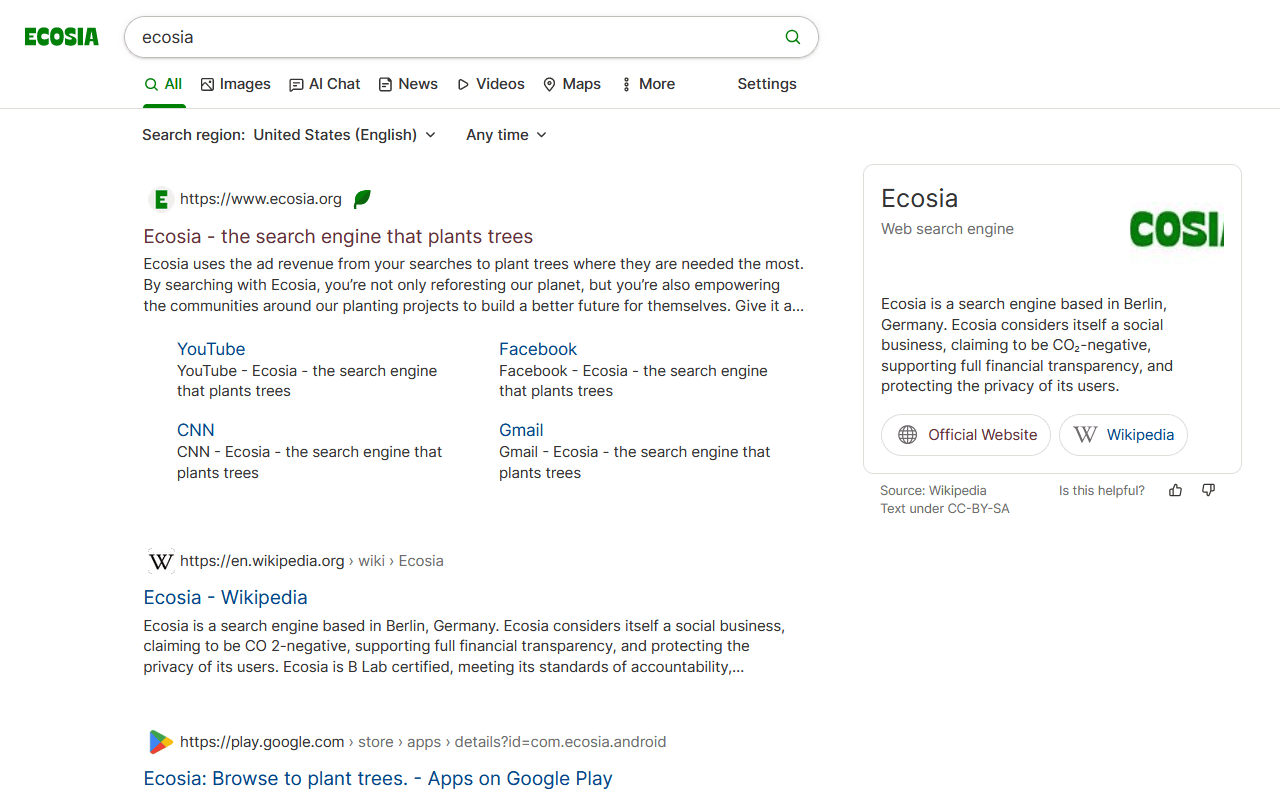 ECOSIA
ecosia
All
Images
AI Chat
News
Videos
Maps
More
Settings
Search region: United States (English)
Any time
E
https://www.ecosia.org
Ecosia - the search engine that plants trees
Ecosia uses the ad revenue from your searches to plant trees where they are needed the most.
By searching with Ecosia, you’re not only reforesting our planet, but you’re also empowering
the communities around our planting projects to build a better future for themselves. Give it a...
YouTube
YouTube - Ecosia - the search engine
that plants trees
Facebook
Facebook - Ecosia - the search engine
that plants trees
CNN
CNN - Ecosia - the search engine that
plants trees
Gmail
Gmail - Ecosia - the search engine that
plants trees
W
https://en.wikipedia.org › wiki › Ecosia
Ecosia - Wikipedia
Ecosia is a search engine based in Berlin, Germany. Ecosia considers itself a social business,
claiming to be CO 2-negative, supporting full financial transparency, and protecting the
privacy of its users. Ecosia is B Lab certified, meeting its standards of accountability,...
https://play.google.com › store › apps › details?id=com.ecosia.android
Ecosia: Browse to plant trees. - Apps on Google Play
Ecosia
Web search engine
COSI
Ecosia is a search engine based in Berlin,
Germany. Ecosia considers itself a social
business, claiming to be CO₂-negative,
supporting full financial transparency, and
protecting the privacy of its users.
Official Website
W Wikipedia
Source: Wikipedia
Text under CC-BY-SA
Is this helpful?